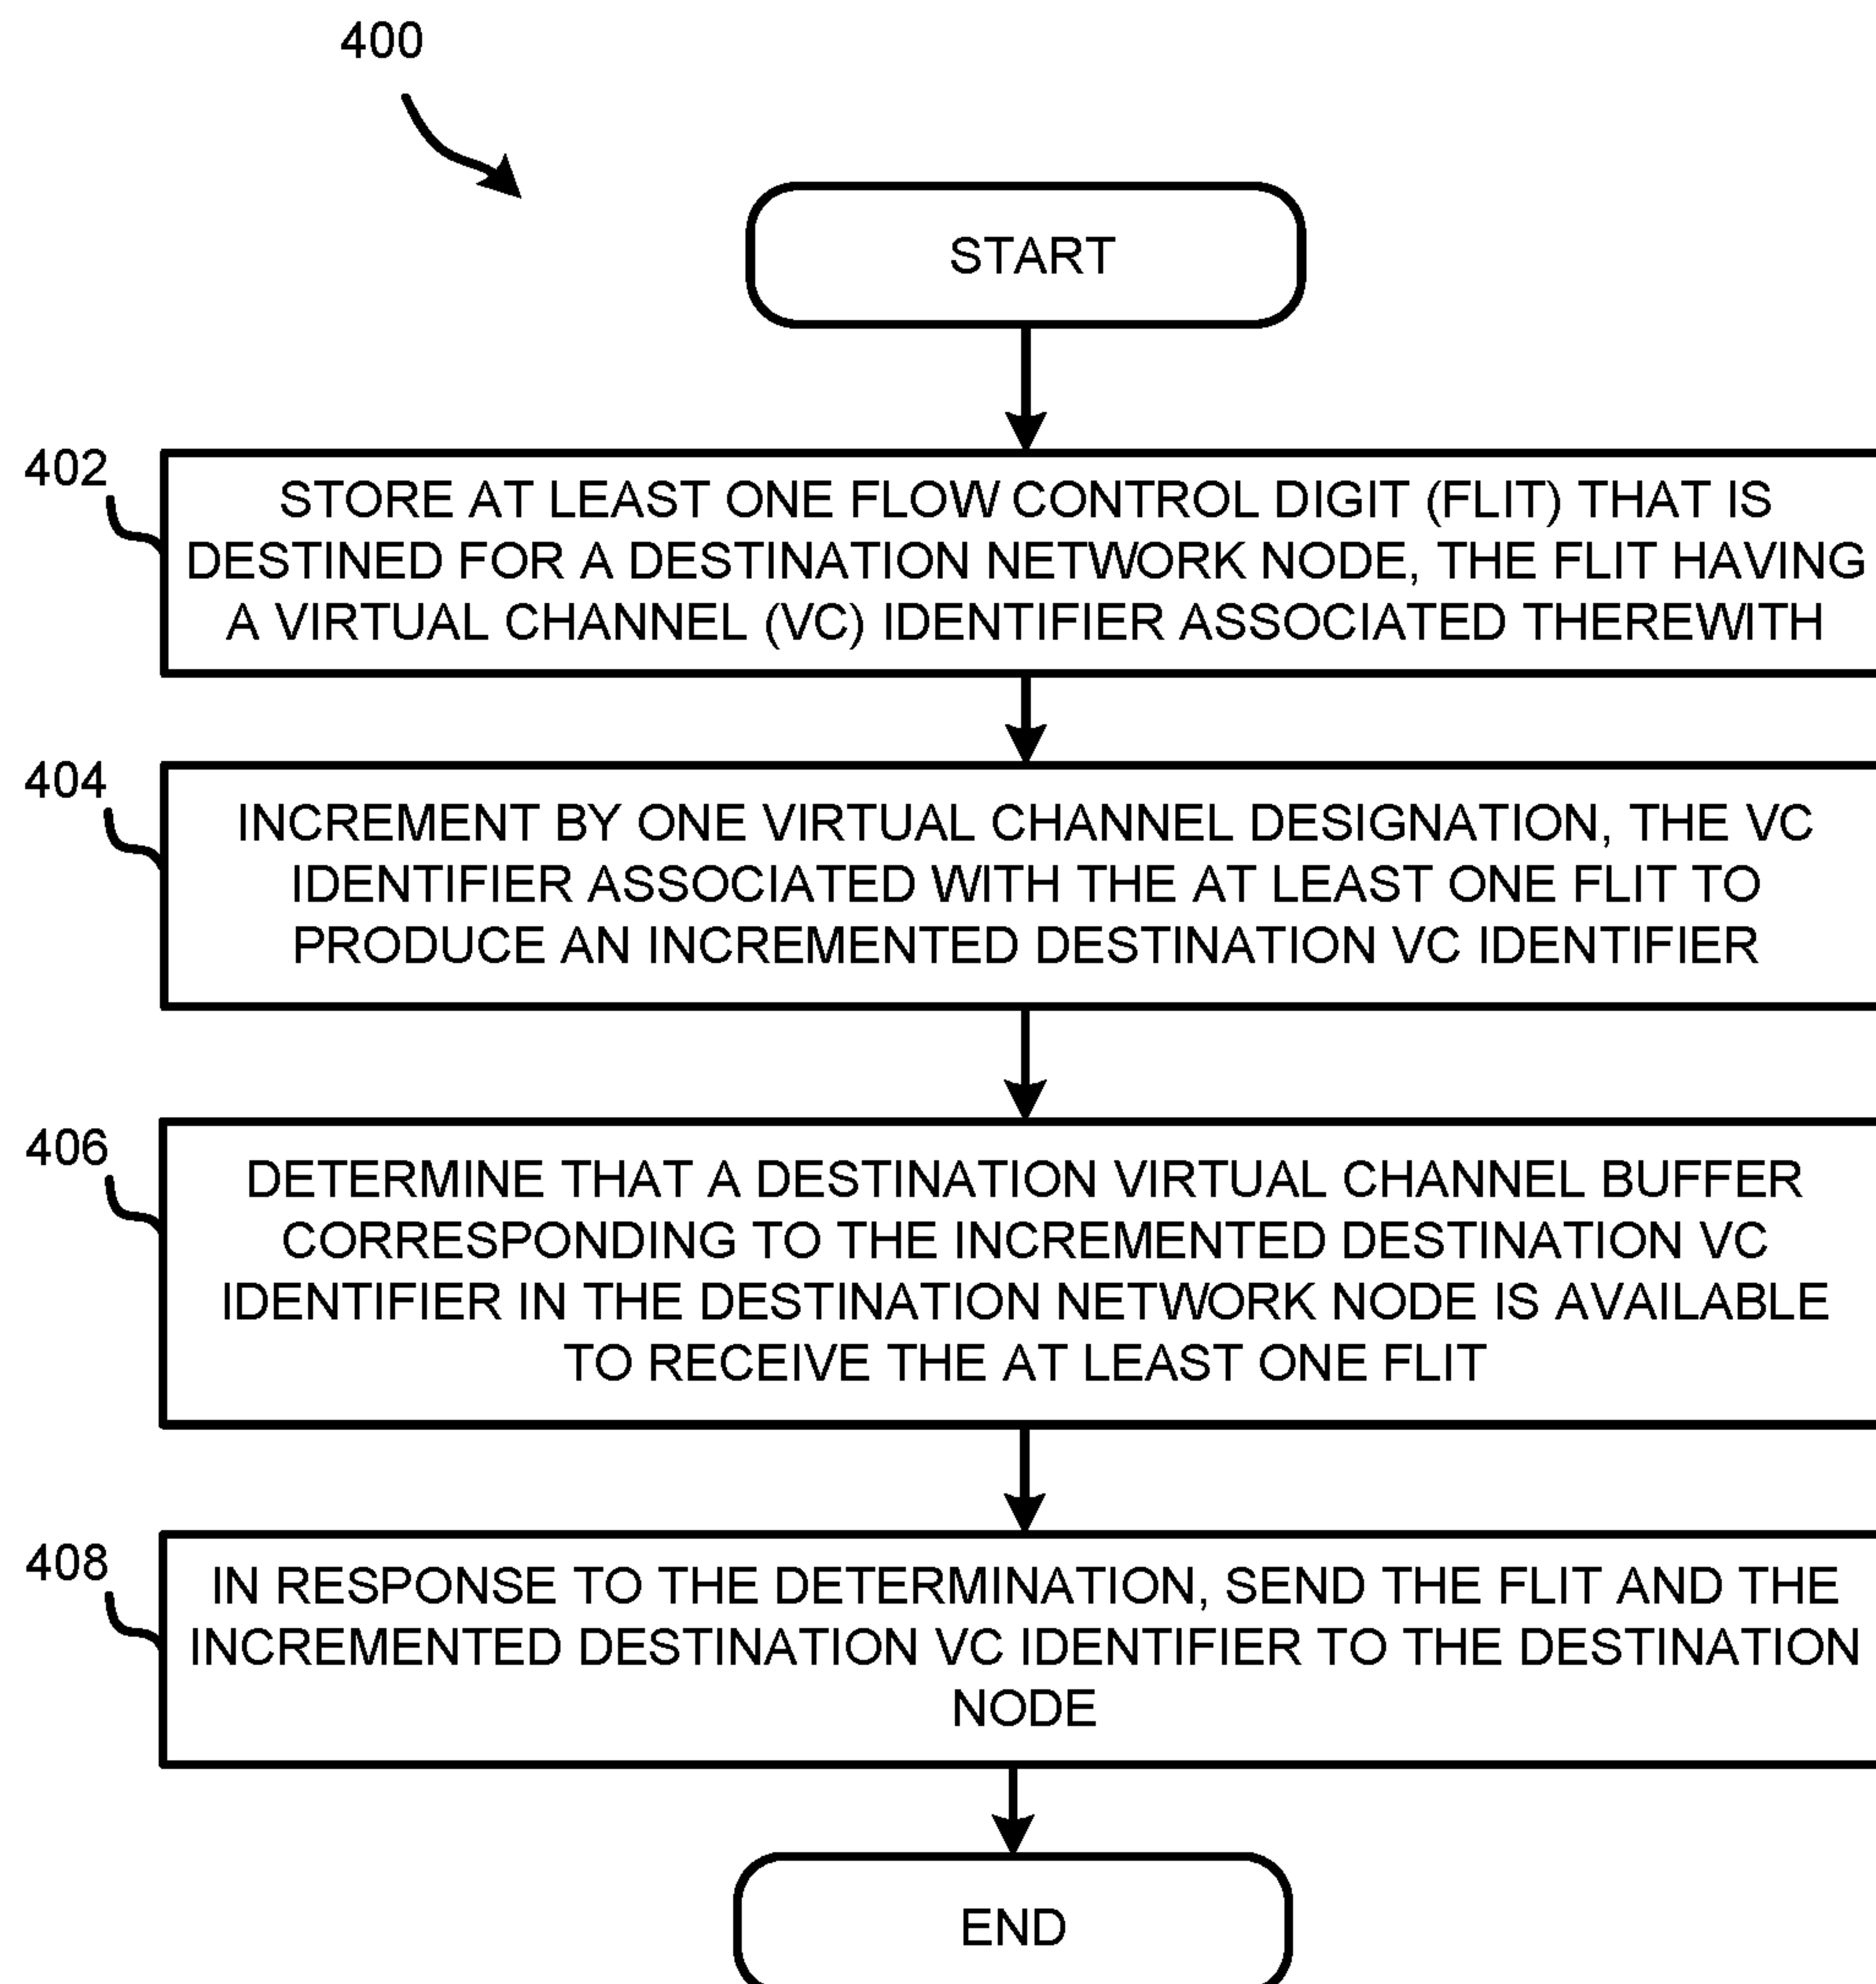 400
START
402
STORE AT LEAST ONE FLOW CONTROL DIGIT (FLIT) THAT IS
DESTINED FOR A DESTINATION NETWORK NODE, THE FLIT HAVING
A VIRTUAL CHANNEL (VC) IDENTIFIER ASSOCIATED THEREWITH
404
INCREMENT BY ONE VIRTUAL CHANNEL DESIGNATION, THE VC
IDENTIFIER ASSOCIATED WITH THE AT LEAST ONE FLIT TO
PRODUCE AN INCREMENTED DESTINATION VC IDENTIFIER
406
DETERMINE THAT A DESTINATION VIRTUAL CHANNEL BUFFER
CORRESPONDING TO THE INCREMENTED DESTINATION VC
IDENTIFIER IN THE DESTINATION NETWORK NODE IS AVAILABLE
TO RECEIVE THE AT LEAST ONE FLIT
408
IN RESPONSE TO THE DETERMINATION, SEND THE FLIT AND THE
INCREMENTED DESTINATION VC IDENTIFIER TO THE DESTINATION
NODE
END